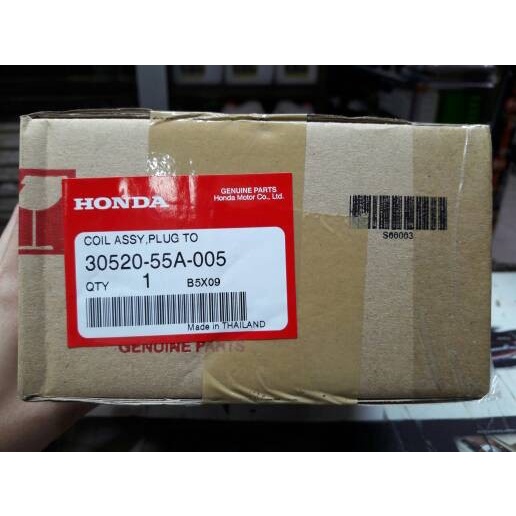 HONDA
GENUINE PARTS
Honda Motor Co., Ltd.
COIL ASSY,PLUG TO
30520-55A-005
QTY 1 B5X09
Made in THAILAND
GENUINE PARTS
S60003